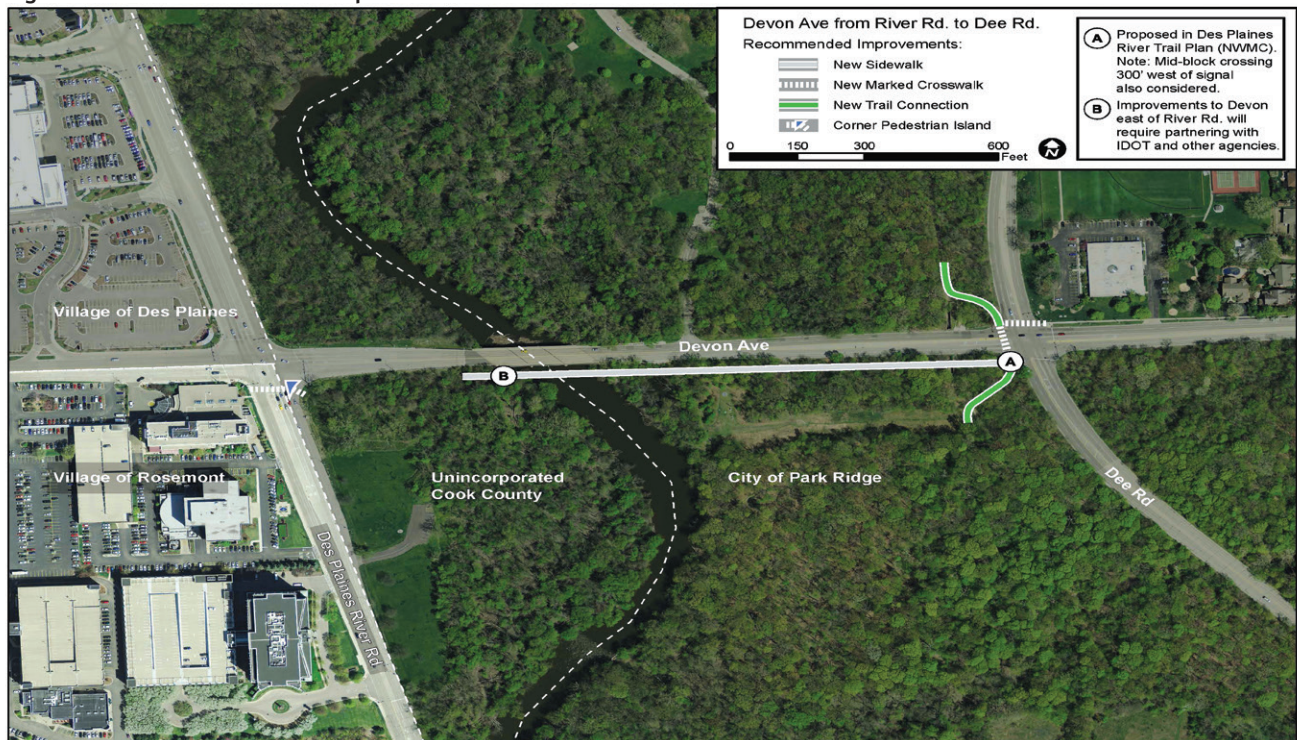 Devon Ave from River Rd. to Dee Rd.
Recommended Improvements:
New Sidewalk
New Marked Crosswalk
New Trail Connection
Corner Pedestrian Island
0 150 300 600
Feet
N
A Proposed in Des Plaines
River Trail Plan (NWMC).
Note: Mid-block crossing
300' west of signal
also considered.
B Improvements to Devon
east of River Rd. will
require partnering with
IDOT and other agencies.
Village of Des Plaines
Devon Ave
B
A
Village of Rosemont
Unincorporated
Cook County
City of Park Ridge
Dee Rd
Des Plaines River Rd